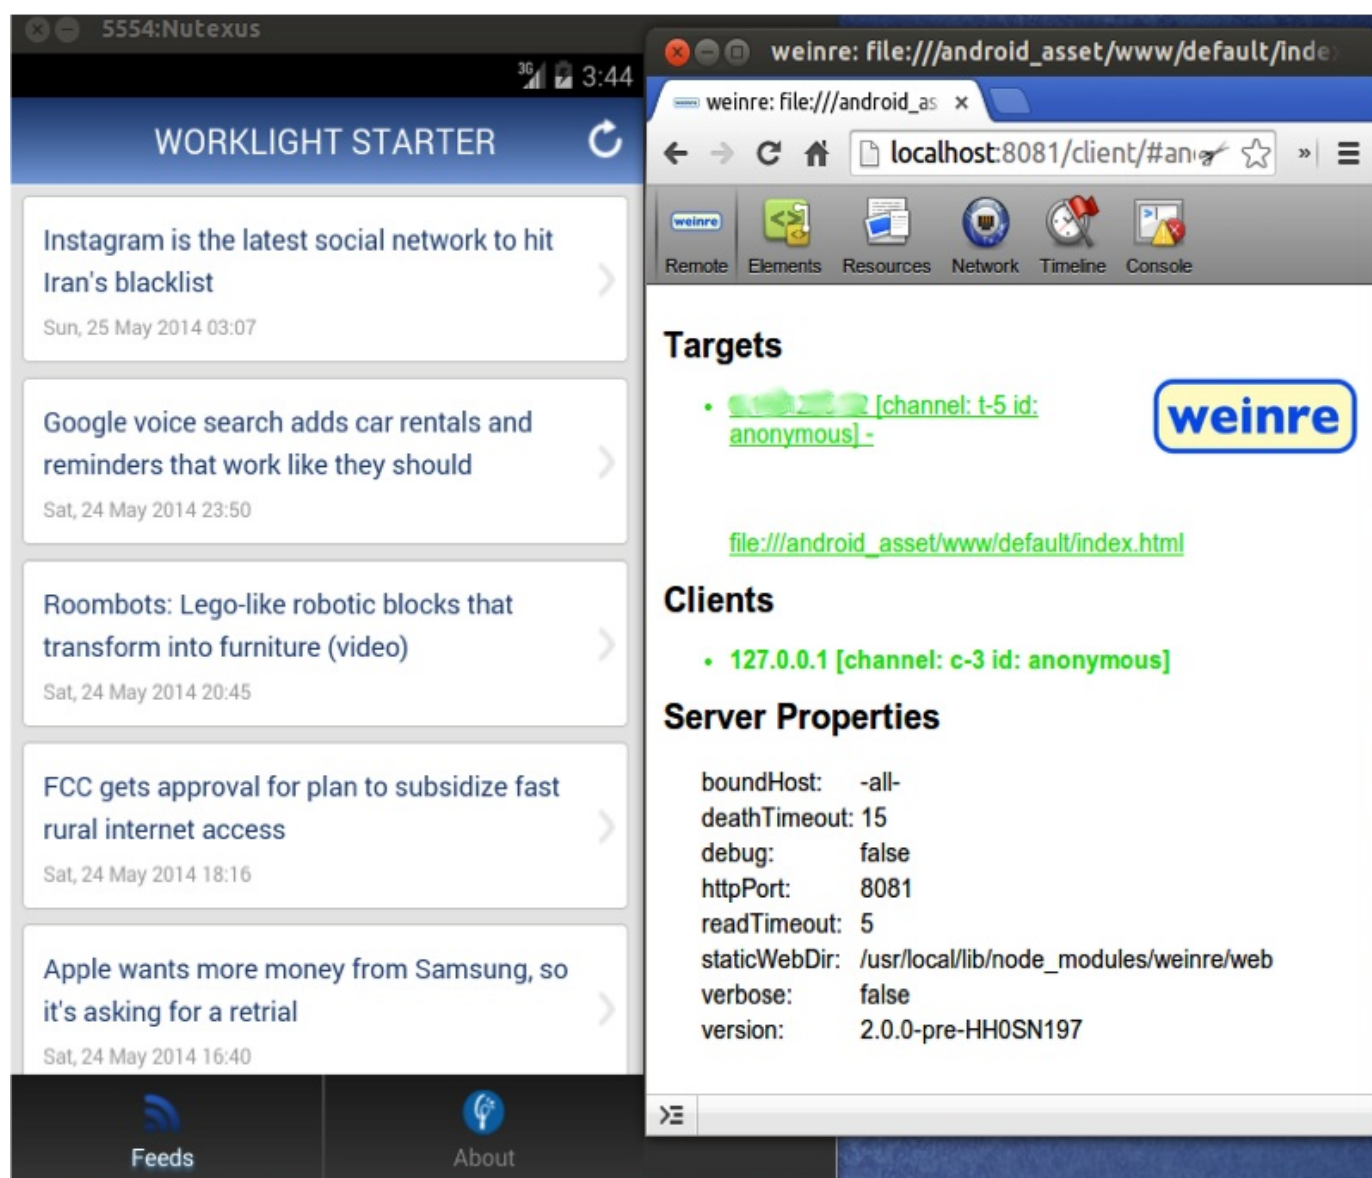 5554:Nutexus
3G
3:44
WORKLIGHT STARTER
Instagram is the latest social network to hit
Iran's blacklist
Sun, 25 May 2014 03:07
Google voice search adds car rentals and
reminders that work like they should
Sat, 24 May 2014 23:50
Roombots: Lego-like robotic blocks that
transform into furniture (video)
Sat, 24 May 2014 20:45
FCC gets approval for plan to subsidize fast
rural internet access
Sat, 24 May 2014 18:16
Apple wants more money from Samsung, so
it's asking for a retrial
Sat, 24 May 2014 16:40
Feeds
About
weinre: file:///android_asset/www/default/inde
weinre: file:///android_as
localhost:8081/client/#an
weinre
Remote
Elements
Resources
Network
Timeline
Console
Targets
[channel: t-5 id:
anonymous] -
weinre
file:///android_asset/www/default/index.html
Clients
127.0.0.1 [channel: c-3 id: anonymous]
Server Properties
boundHost: -all-
deathTimeout: 15
debug: false
httpPort: 8081
readTimeout: 5
staticWebDir: /usr/local/lib/node_modules/weinre/web
verbose: false
version: 2.0.0-pre-HH0SN197